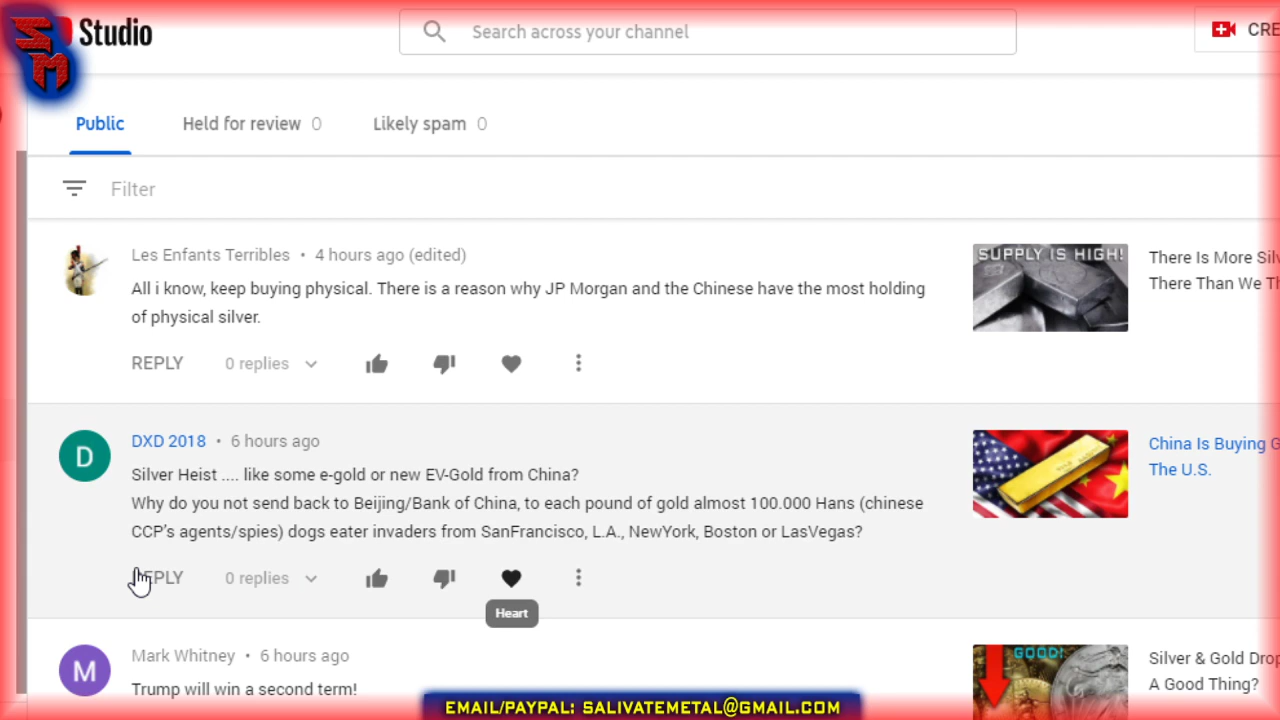 SM
Studio
Search across your channel
CRE
Public
Held for review 0
Likely spam 0
Filter
Les Enfants Terribles • 4 hours ago (edited)
All i know, keep buying physical. There is a reason why JP Morgan and the Chinese have the most holding
of physical silver.
REPLY 0 replies
SUPPLY IS HIGH!
There Is More Sil
There Than We Th
D
DXD 2018 • 6 hours ago
Silver Heist .... like some e-gold or new EV-Gold from China?
Why do you not send back to Beijing/Bank of China, to each pound of gold almost 100.000 Hans (chinese
CCP's agents/spies) dogs eater invaders from SanFrancisco, L.A., NewYork, Boston or LasVegas?
REPLY 0 replies
Heart
China Is Buying G
The U.S.
M
Mark Whitney • 6 hours ago
Trump will win a second term!
GOOD!
Silver & Gold Drop
A Good Thing?
EMAIL/PAYPAL: SALIVATEMETAL@GMAIL.COM